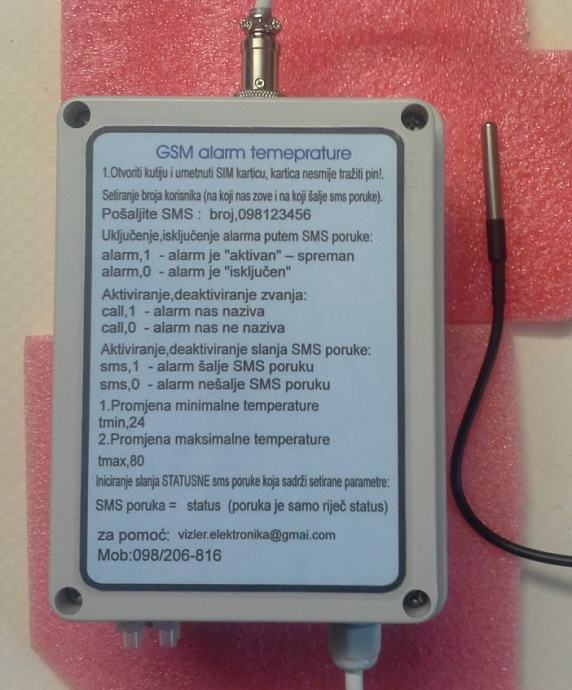 GSM alarm temeprature
1.Otvoriti kutiju i umetnuti SIM karticu, kartica nesmije tražiti pin!.
Setiranje broja korisnika (na koji nas zove i na koji šalje sms poruke).
Pošaljite SMS : broj,098123456
Uključenje,isključenje alarma putem SMS poruke:
alarm,1 - alarm je "aktivan" – spreman
alarm,0 - alarm je "isključen"
Aktiviranje,deaktiviranje zvanja:
call,1 - alarm nas naziva
call,0 - alarm nas ne naziva
Aktiviranje,deaktiviranje slanja SMS poruke:
sms,1 - alarm šalje SMS poruku
sms,0 - alarm nešalje SMS poruku
1.Promjena minimalne temperature
tmin,24
2.Promjena maksimalne temperature
tmax,80
Iniciranje slanja STATUSNE sms poruke koja sadrži setirane parametre:
SMS poruka = status (poruka je samo riječ status)
za pomoć: vizler.elektronika@gmai.com
Mob:098/206-816